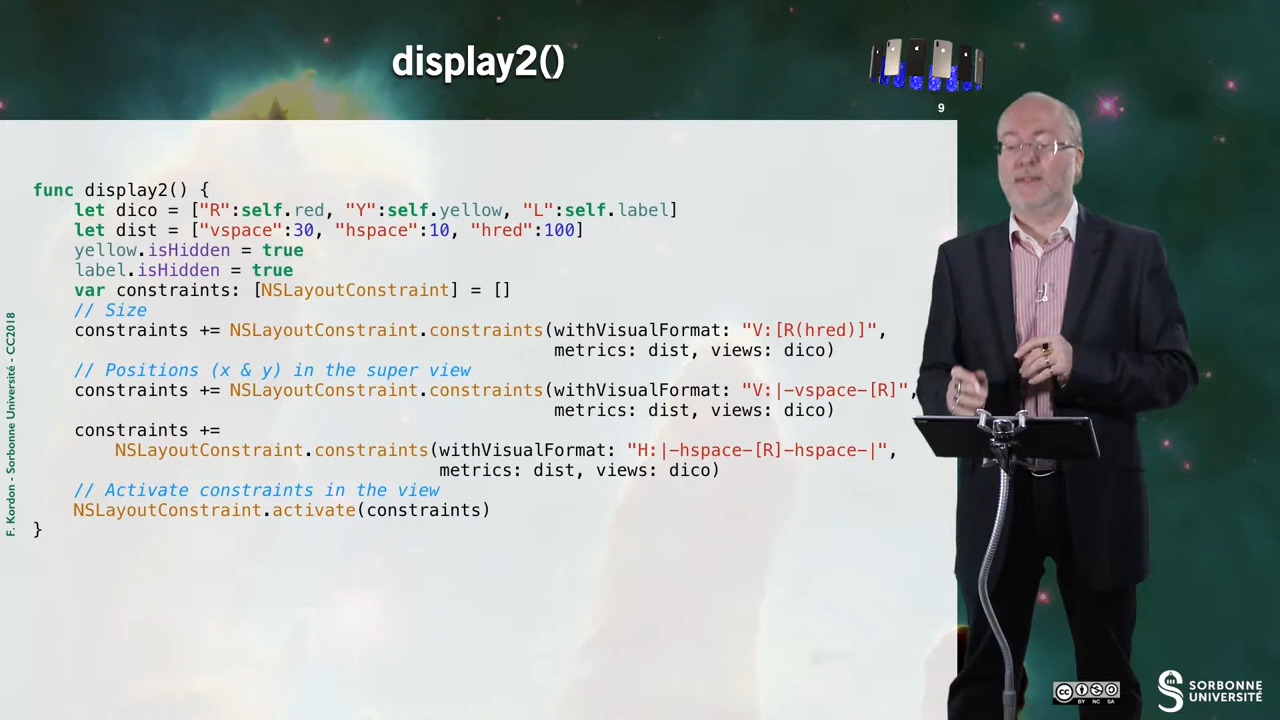 display2()
9
func display2() {
let dico = ["R":self.red, "Y":self.yellow, "L":self.label]
let dist = ["vspace":30, "hspace":10, "hred":100]
yellow.isHidden = true
label.isHidden = true
var constraints: [NSLayoutConstraint] = []
// Size
constraints += NSLayoutConstraint.constraints(withVisualFormat: "V:[R(hred)]",
metrics: dist, views: dico)
// Positions (x & y) in the super view
constraints += NSLayoutConstraint.constraints(withVisualFormat: "V:|-vspace-[R]",
metrics: dist, views: dico)
constraints +=
NSLayoutConstraint.constraints(withVisualFormat: "H:|-hspace-[R]-hspace-|",
metrics: dist, views: dico)
// Activate constraints in the view
NSLayoutConstraint.activate(constraints)
}
F. Kordon - Sorbonne Université - CC2018
CC
BY NC SA
SORBONNE
UNIVERSITÉ